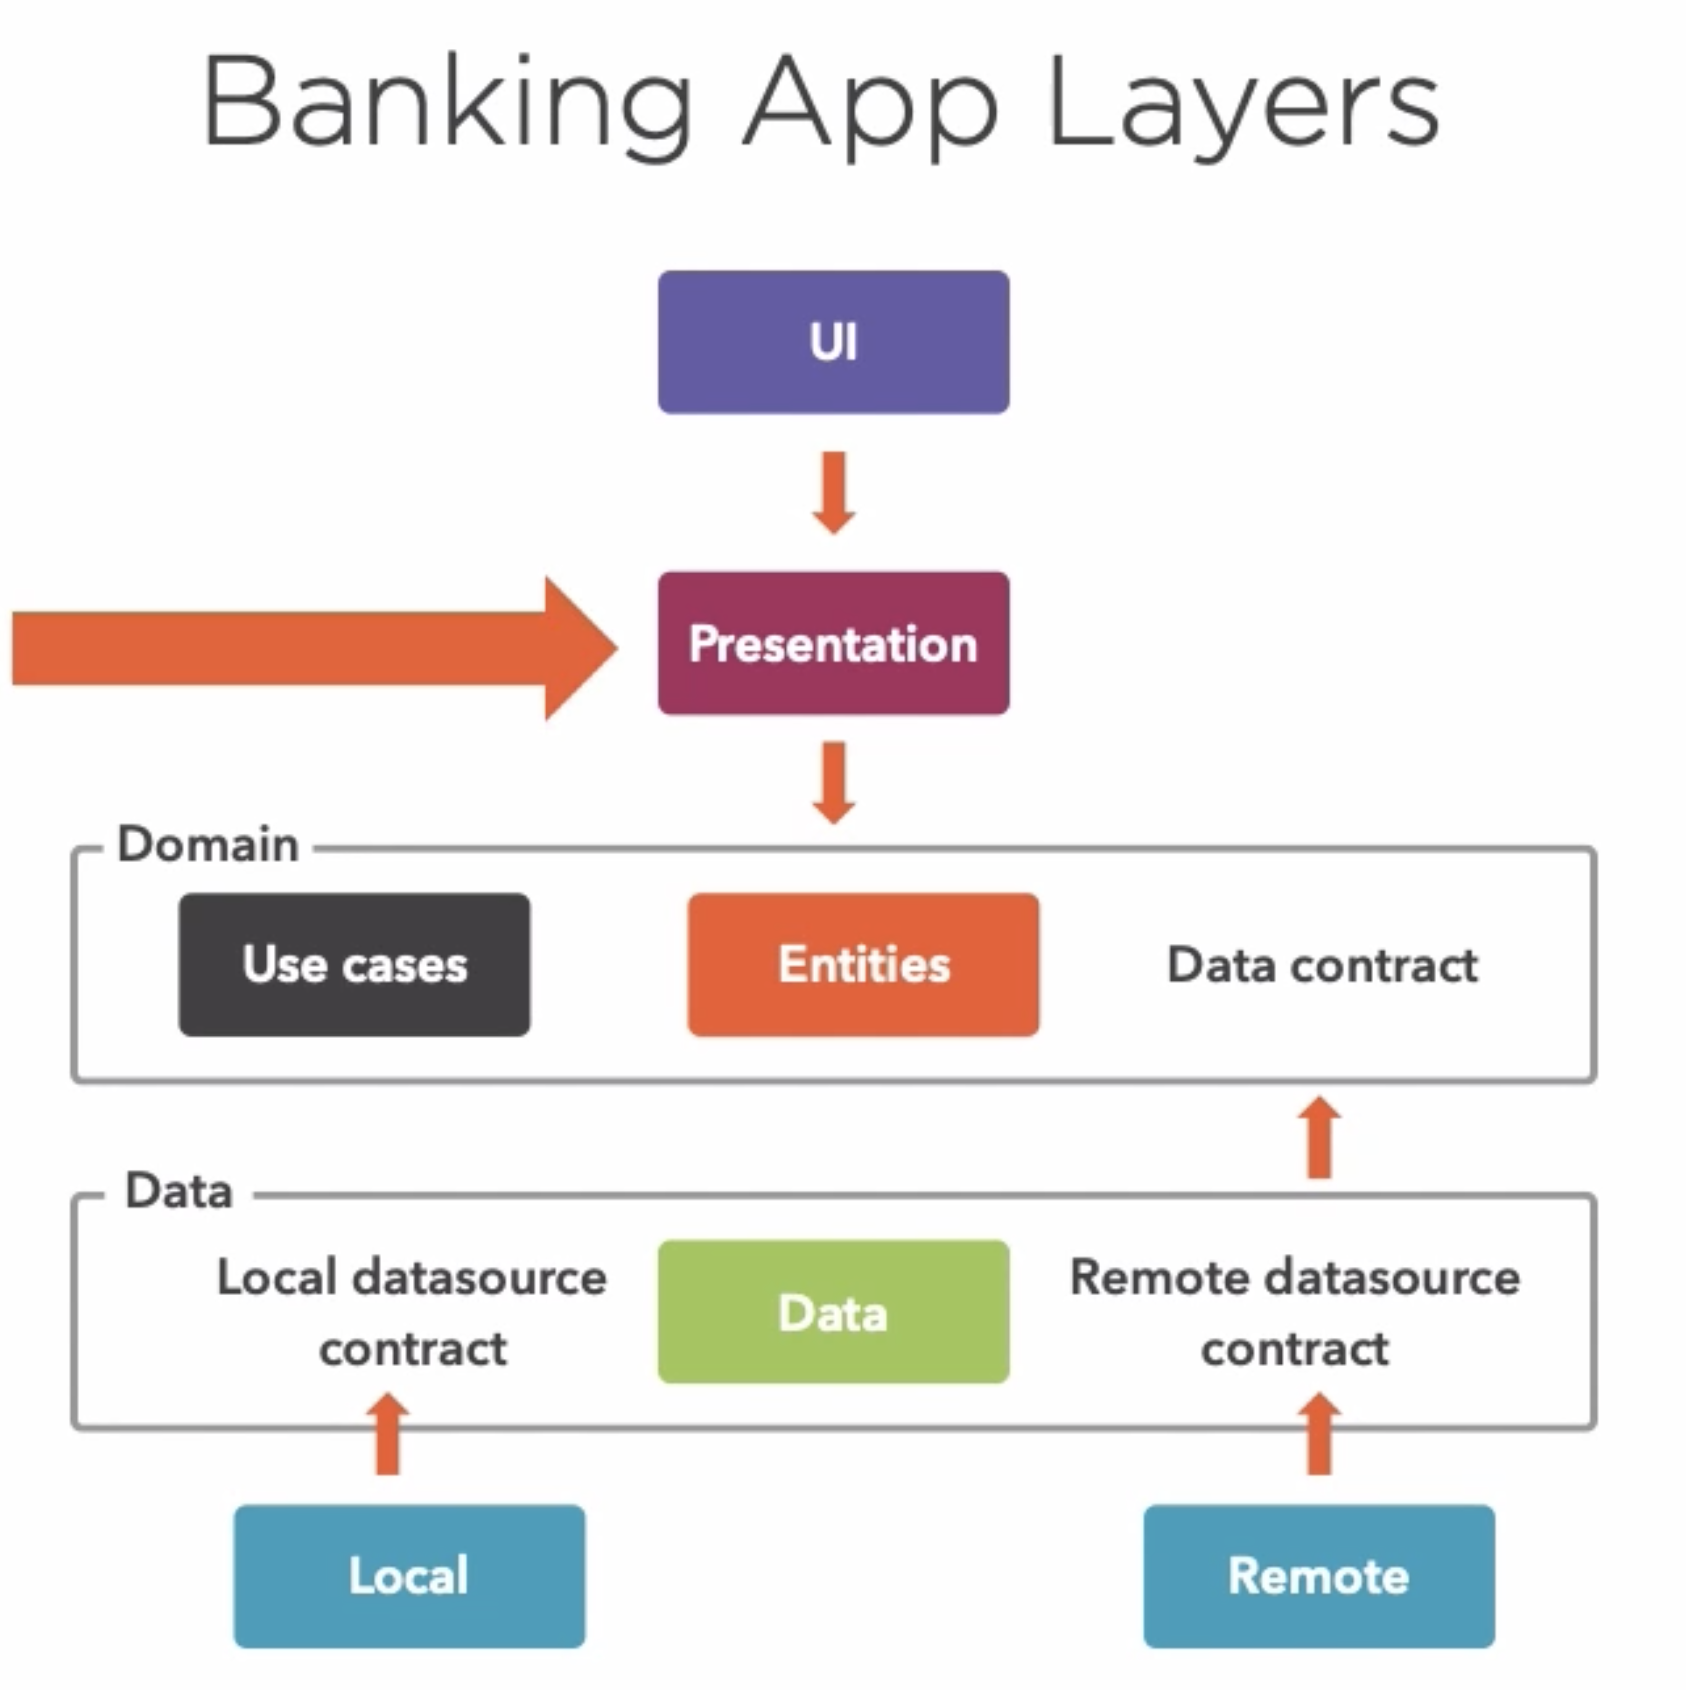 Banking App Layers
UI
Presentation
Domain
Use cases
Entities
Data contract
Data
Local datasource
contract
Data
Remote datasource
contract
Local
Remote